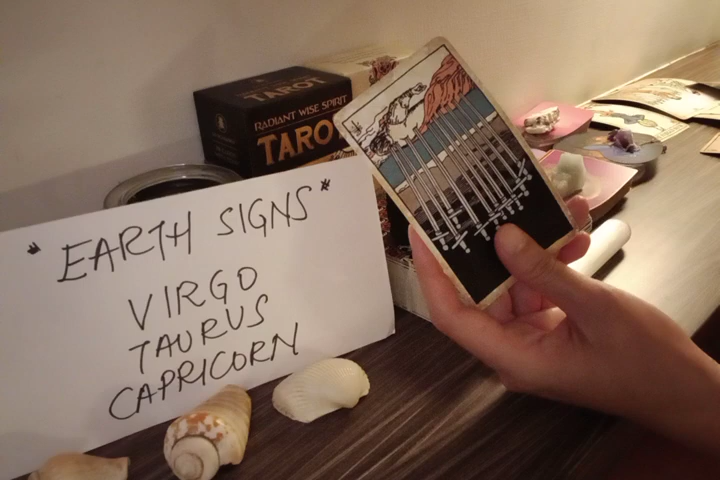 * EARTH SIGNS *
VIRGO
TAURUS
CAPRICORN
TAROT
RADIANT WISE SPIRIT
TAROT